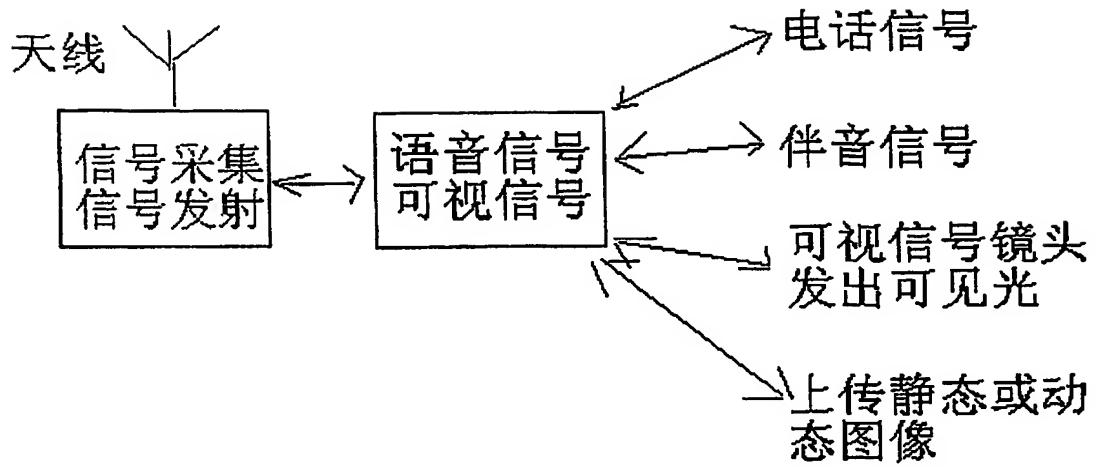 天线
信号采集
信号发射
语音信号
可视信号
电话信号
伴音信号
可视信号镜头
发出可见光
上传静态或动
态图像